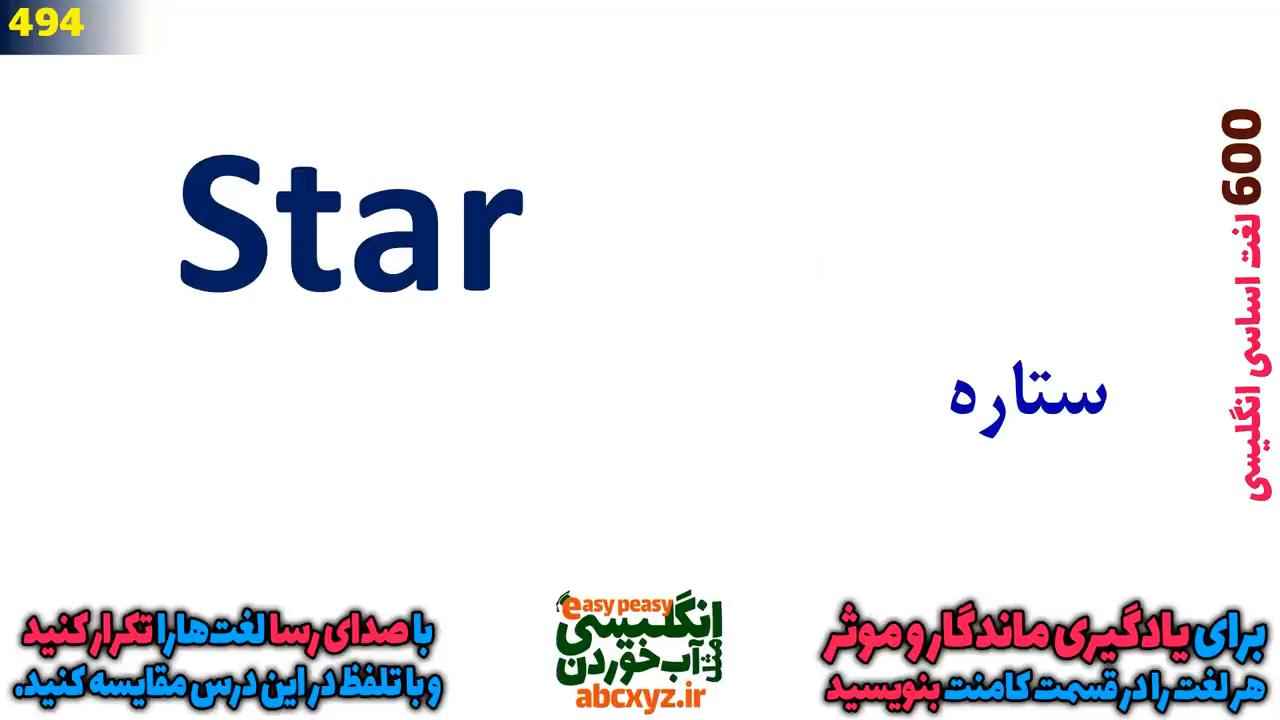 494
Star
ستاره
600 لغت اساسی انگلیسی
با صدای رسا لغت‌ها را تکرار کنید
و با تلفظ در این درس مقایسه کنید.
easy peasy
انگلیسی
مثل آب خوردن
abcxyz.ir
برای یادگیری ماندگار و موثر
هر لغت را در قسمت کامنت بنویسید